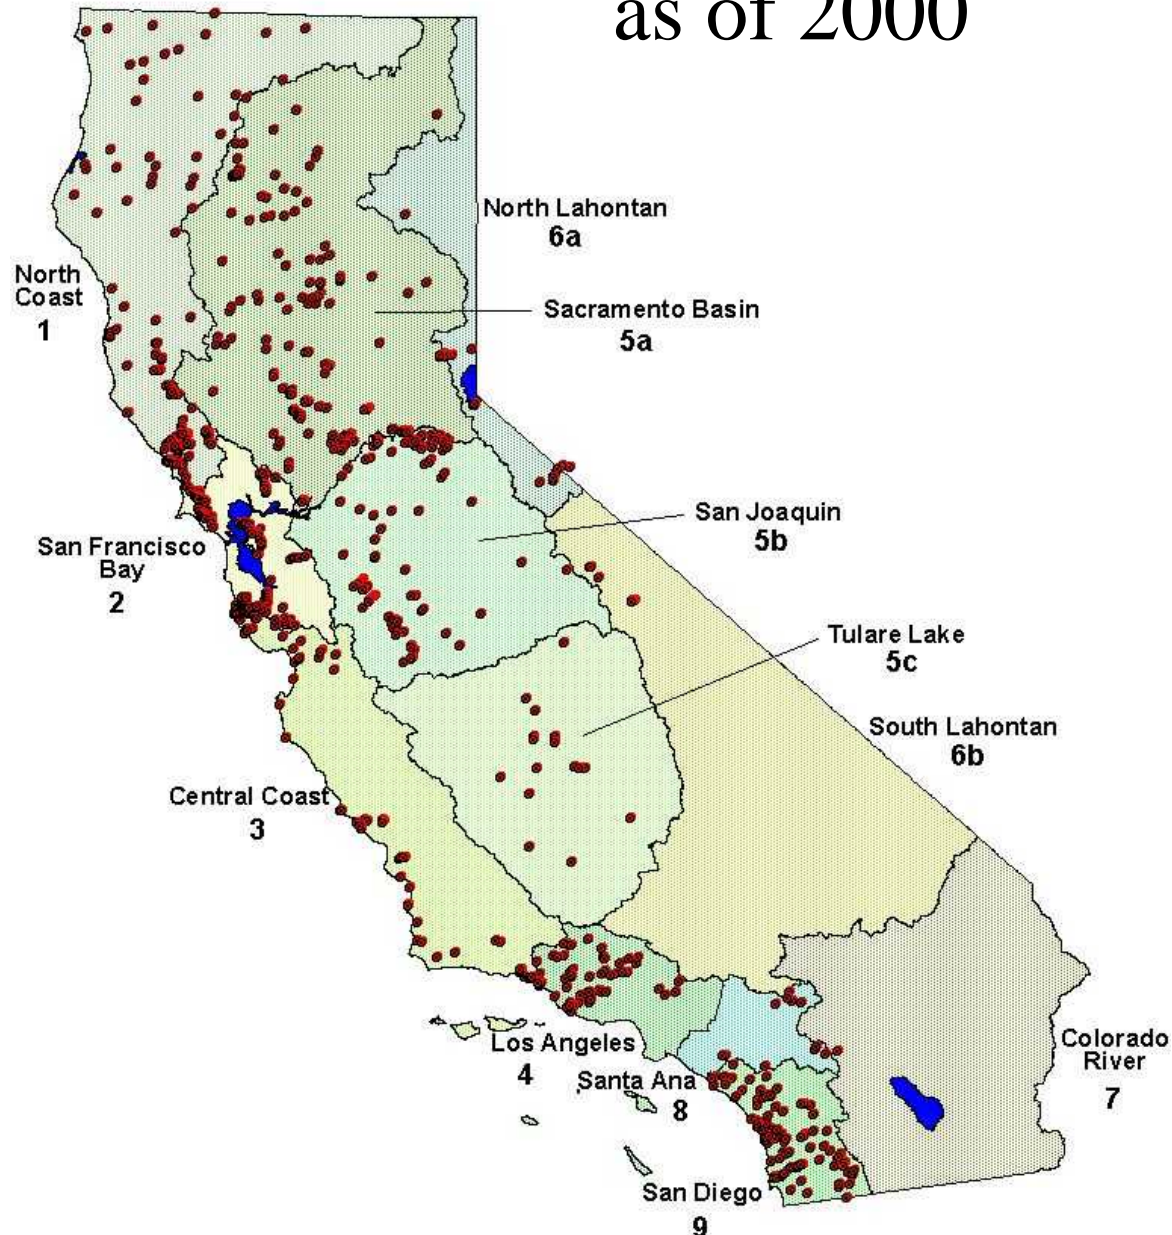 as of 2000
North Lahontan
6a
North
Coast
1
Sacramento Basin
5a
San Joaquin
5b
San Francisco
Bay
2
Tulare Lake
5c
South Lahontan
6b
Central Coast
3
Los Angeles
4
Colorado
River
7
Santa Ana
8
San Diego
9